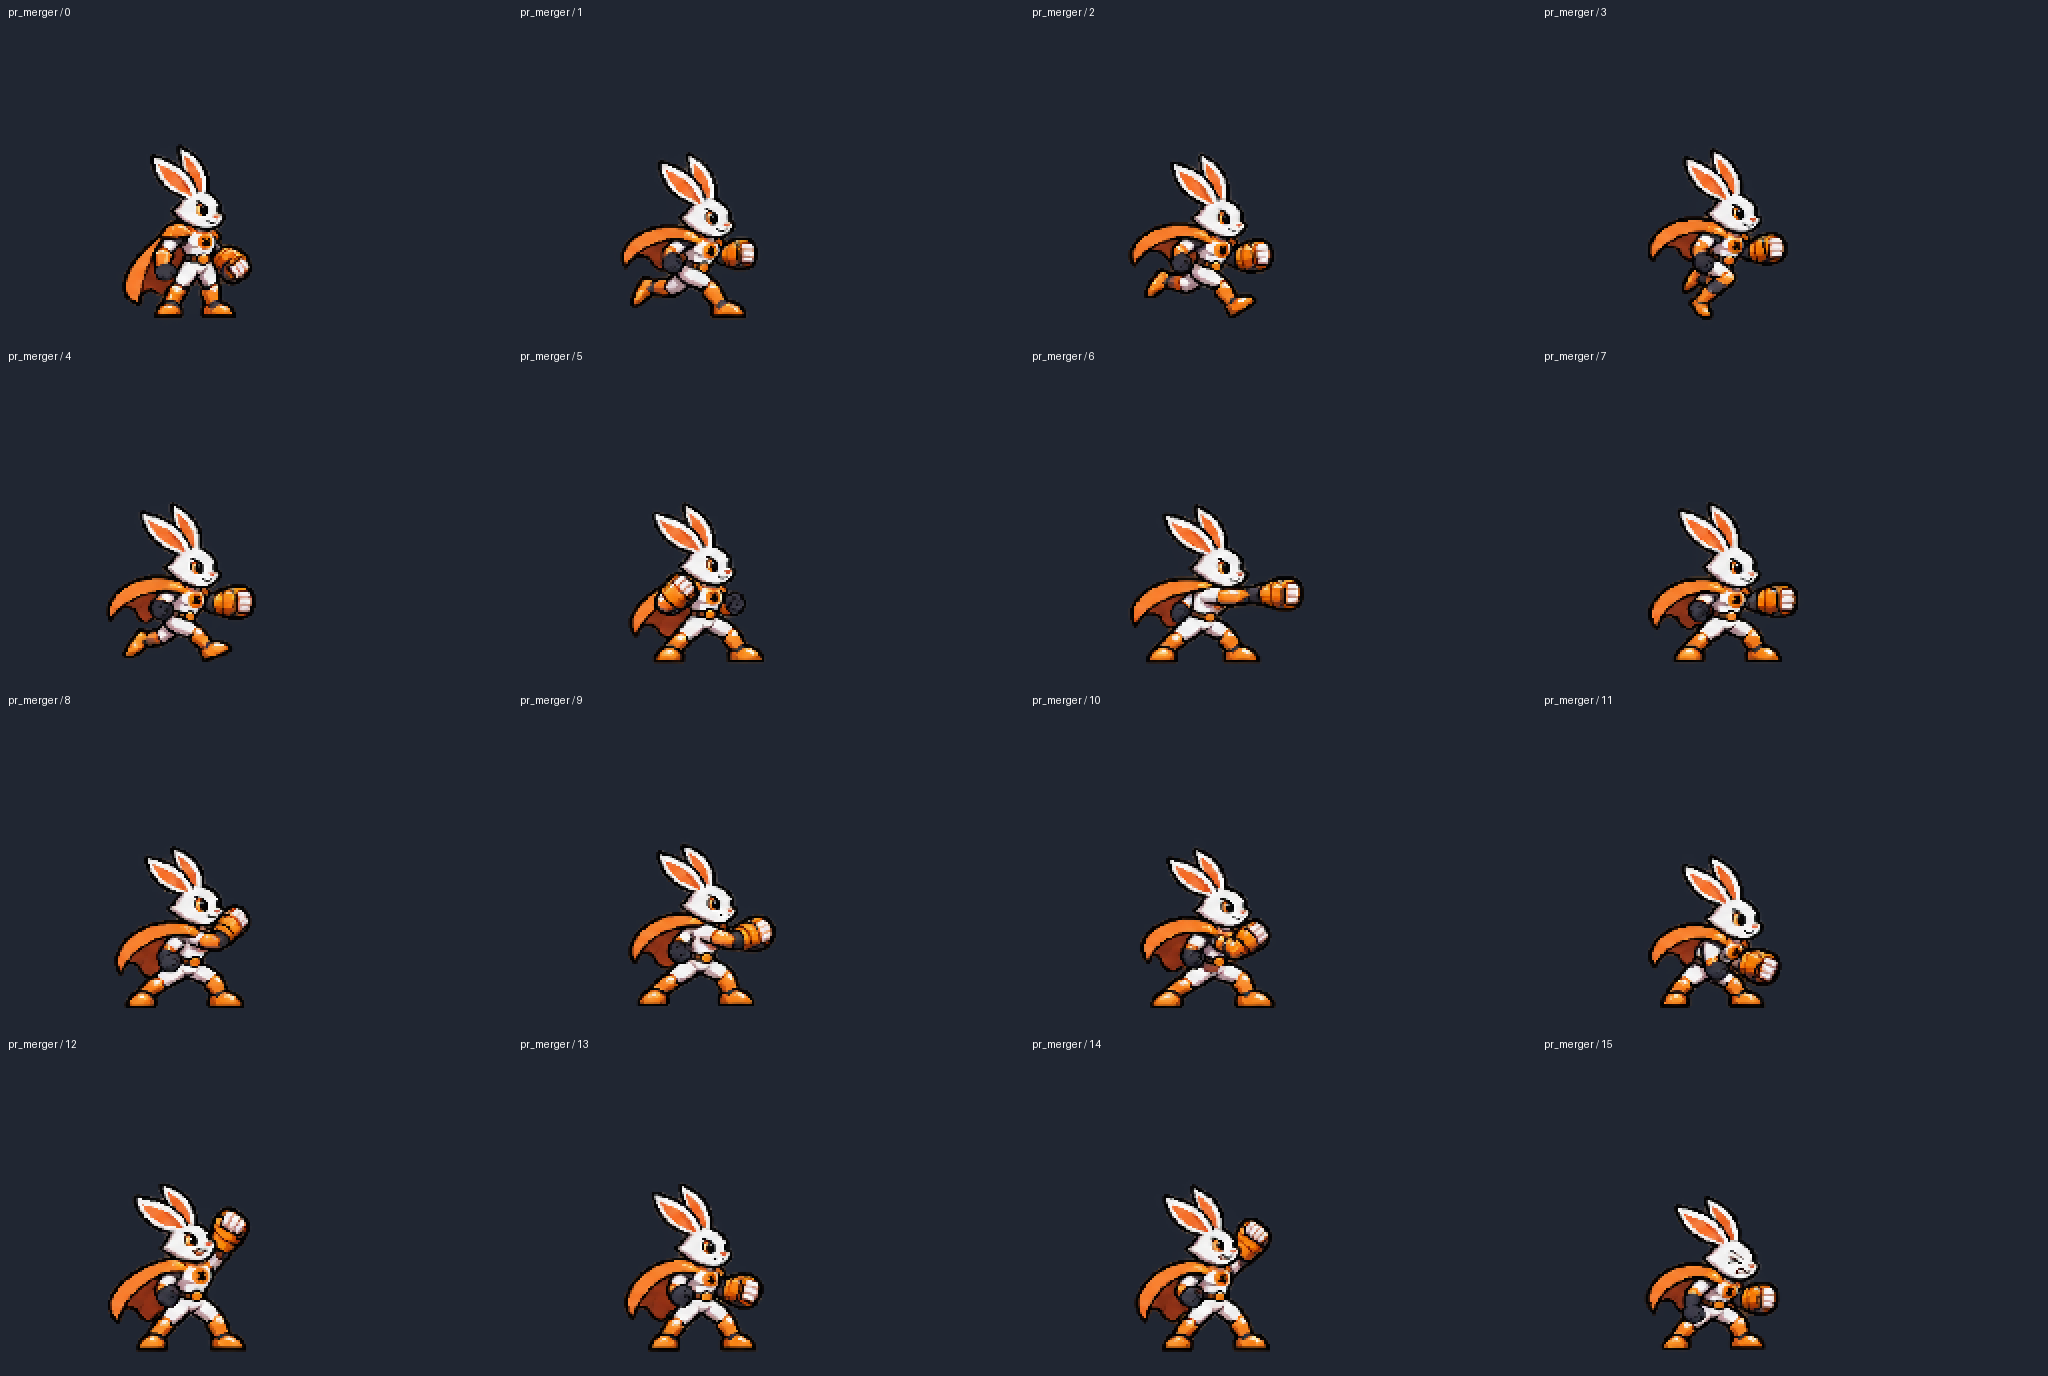 pr_merger / 0
pr_merger / 1
pr_merger / 2
pr_merger / 3
pr_merger / 4
pr_merger / 5
pr_merger / 6
pr_merger / 7
pr_merger / 8
pr_merger / 9
pr_merger / 10
pr_merger / 11
pr_merger / 12
pr_merger / 13
pr_merger / 14
pr_merger / 15